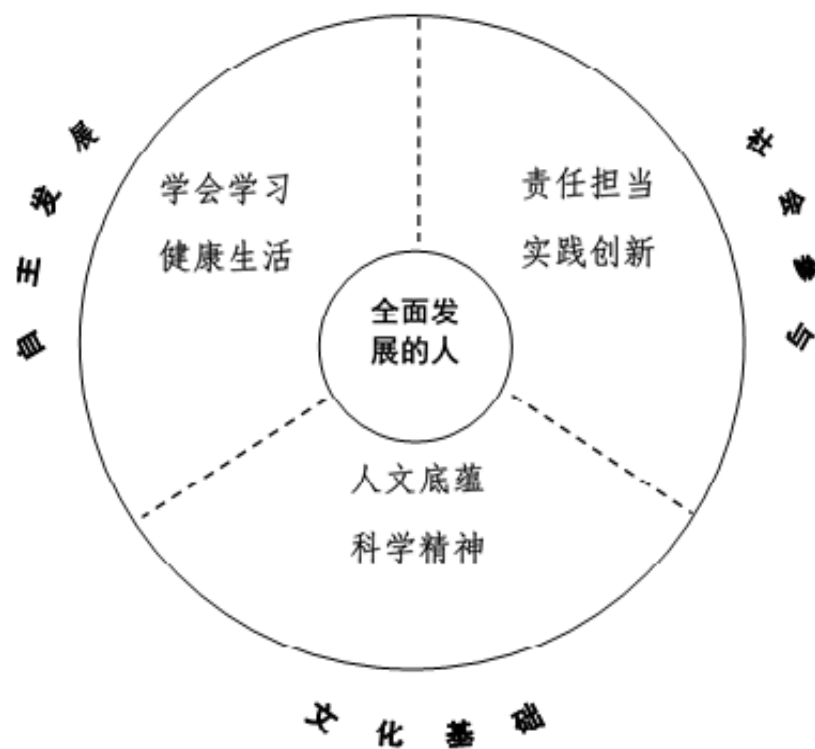 自主发展
社会参与
学会学习
健康生活
责任担当
实践创新
全面发
展的人
人文底蕴
科学精神
文化基础